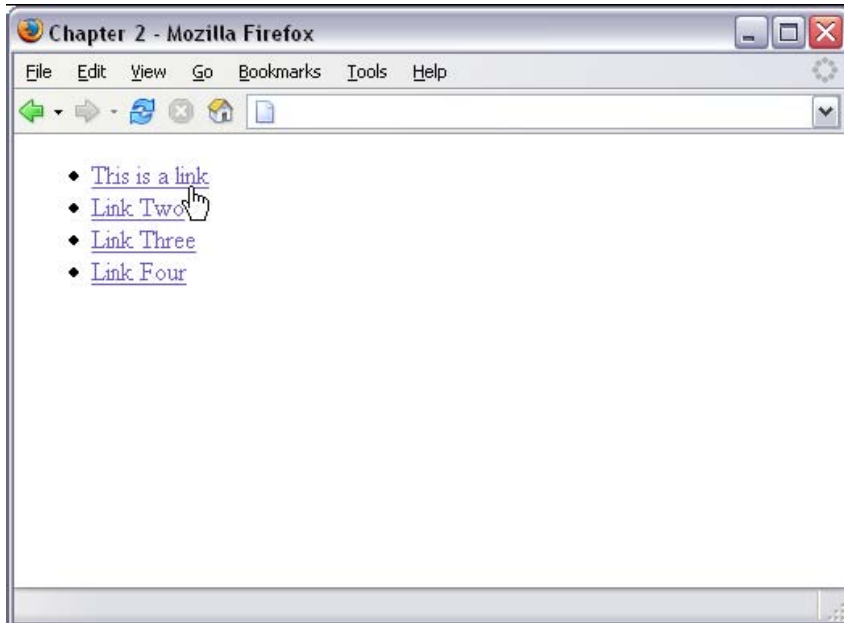 Chapter 2 - Mozilla Firefox
File Edit View Go Bookmarks Tools Help
This is a link
Link Two
Link Three
Link Four